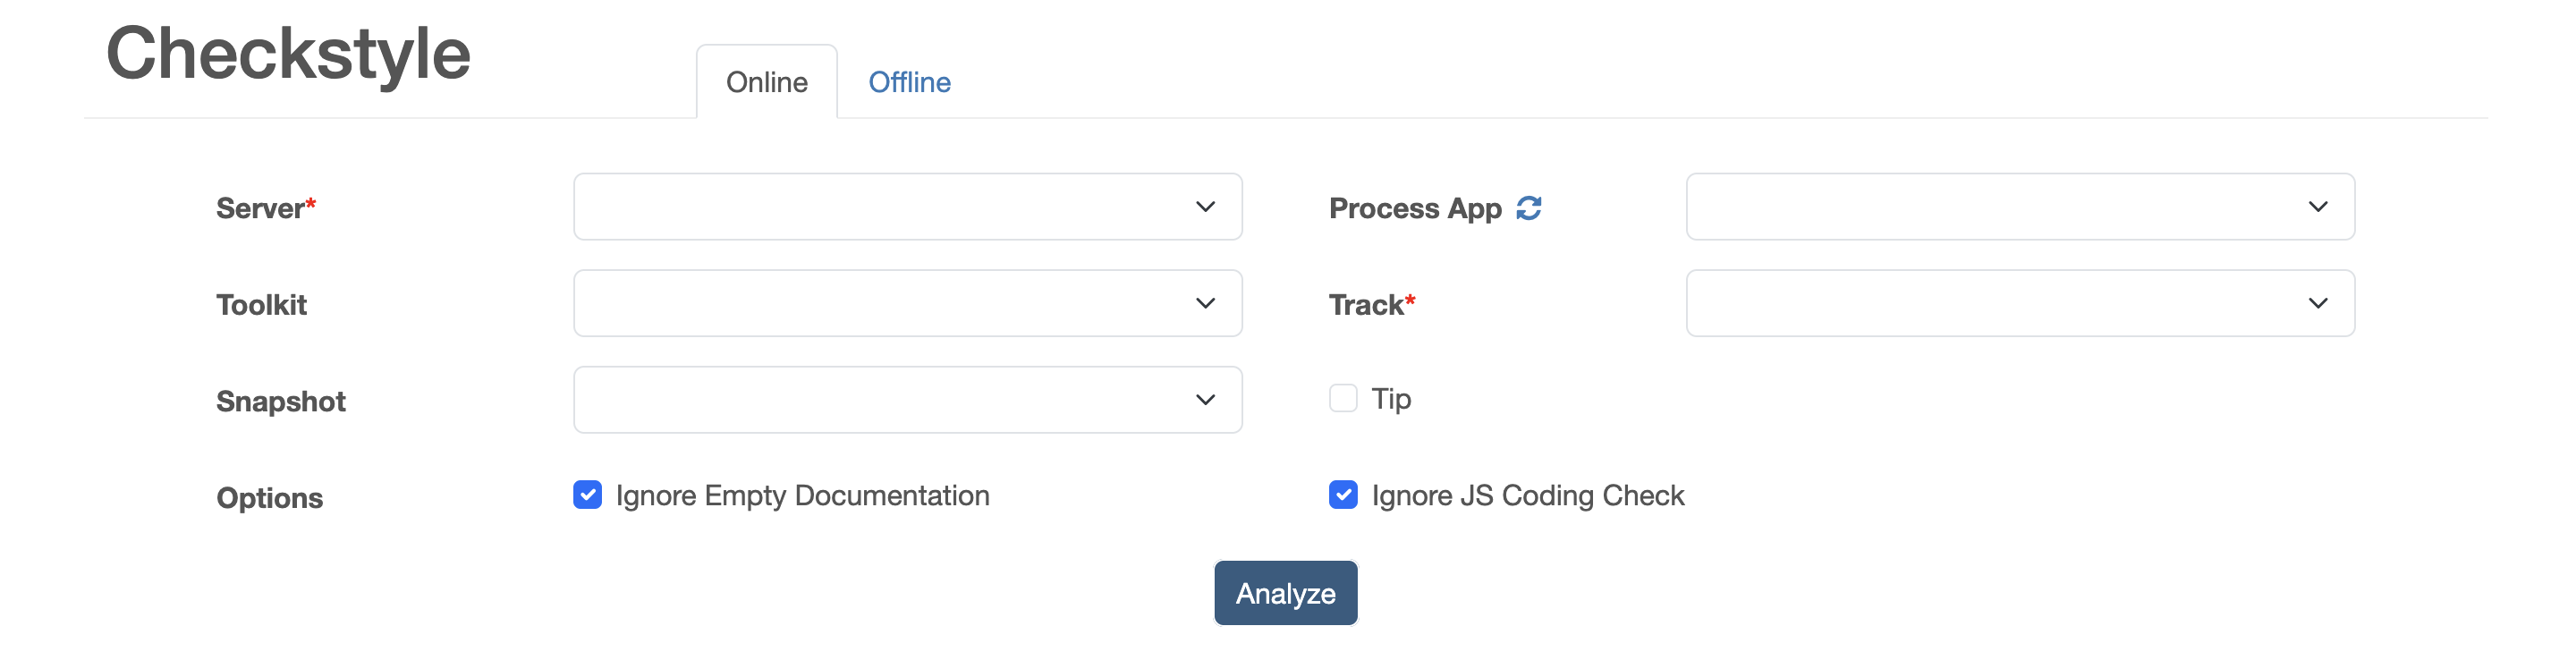 Checkstyle
Online Offline
Server* Process App
Toolkit Track*
Snapshot Tip
Options Ignore Empty Documentation Ignore JS Coding Check
Analyze